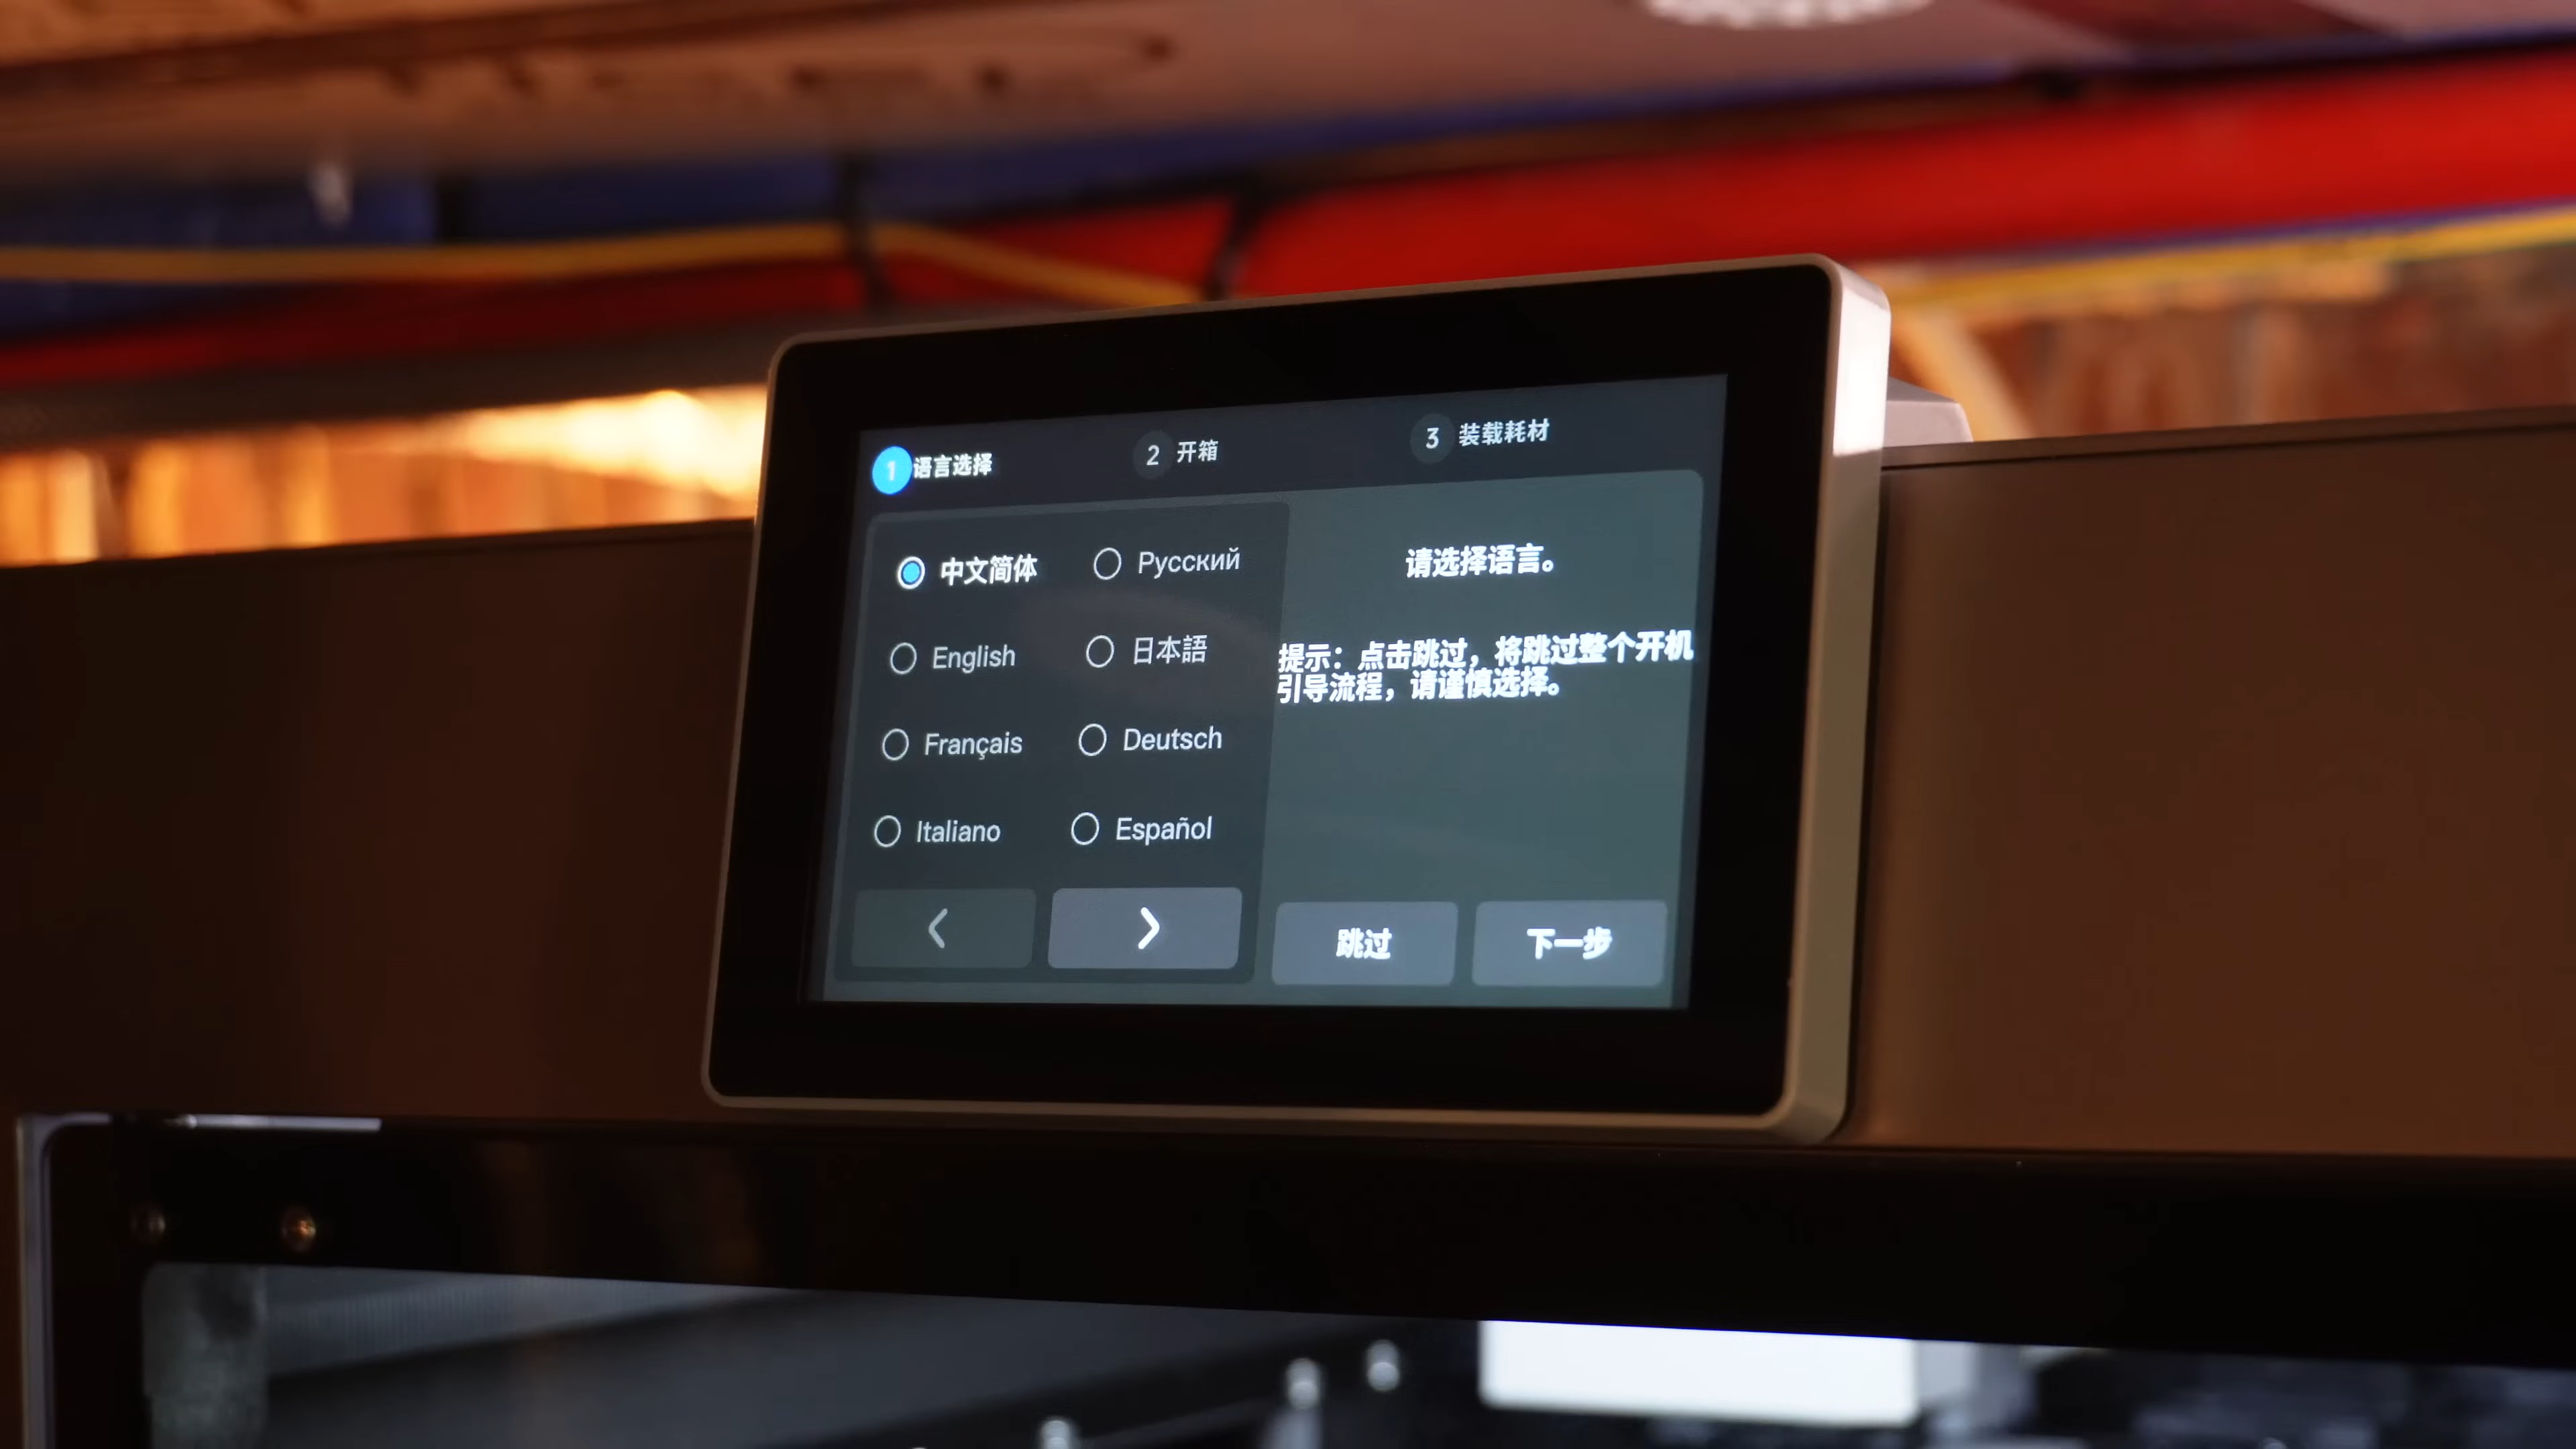 1 语言选择
2 开箱
3 装载耗材
中文简体
Русский
English
日本語
Français
Deutsch
Italiano
Español
请选择语言。
提示：点击跳过，将跳过整个开机
引导流程，请谨慎选择。
跳过
下一步